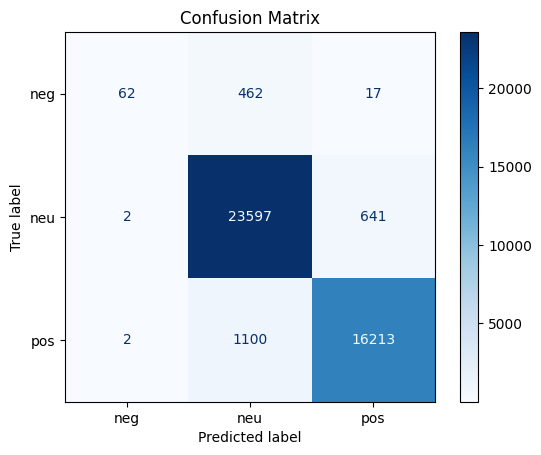 Confusion Matrix
neg 62 462 17
neu 2 23597 641
pos 2 1100 16213
neg neu pos
Predicted label
True label
20000
15000
10000
5000